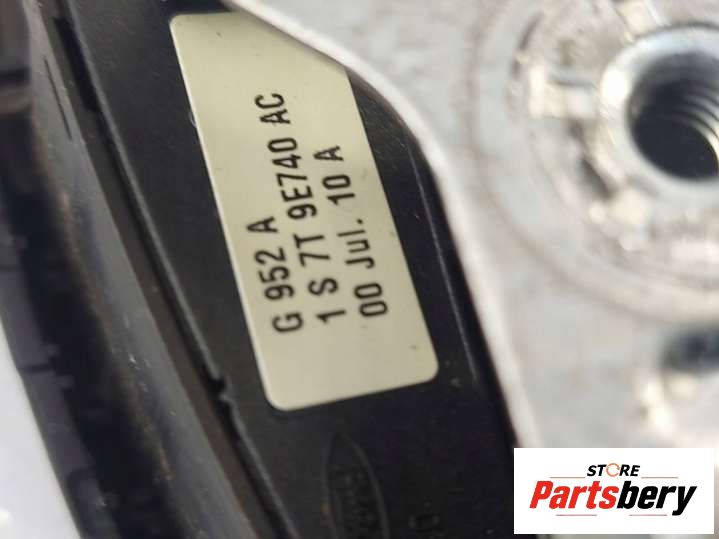 G 952 A
1 S 7T 9E740 AC
00 Jul. 10 A
STORE
Partsbery